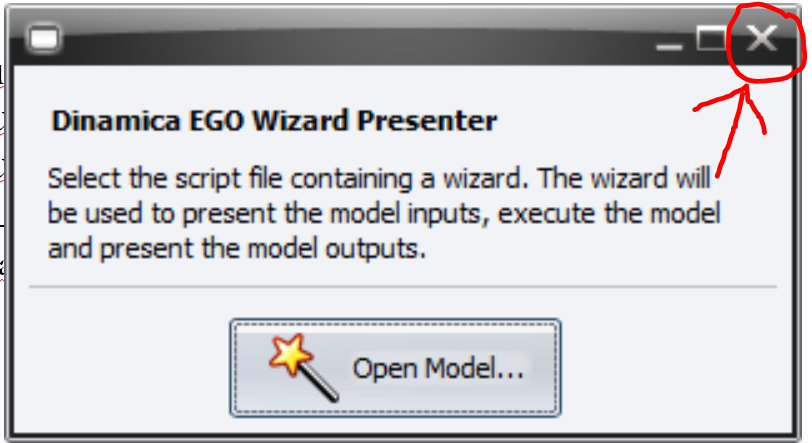 Dinamica EGO Wizard Presenter
Select the script file containing a wizard. The wizard will
be used to present the model inputs, execute the model
and present the model outputs.
Open Model...